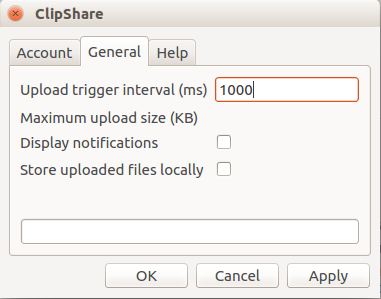 ClipShare
Account General Help
Upload trigger interval (ms) 1000
Maximum upload size (KB)
Display notifications
Store uploaded files locally
OK Cancel Apply